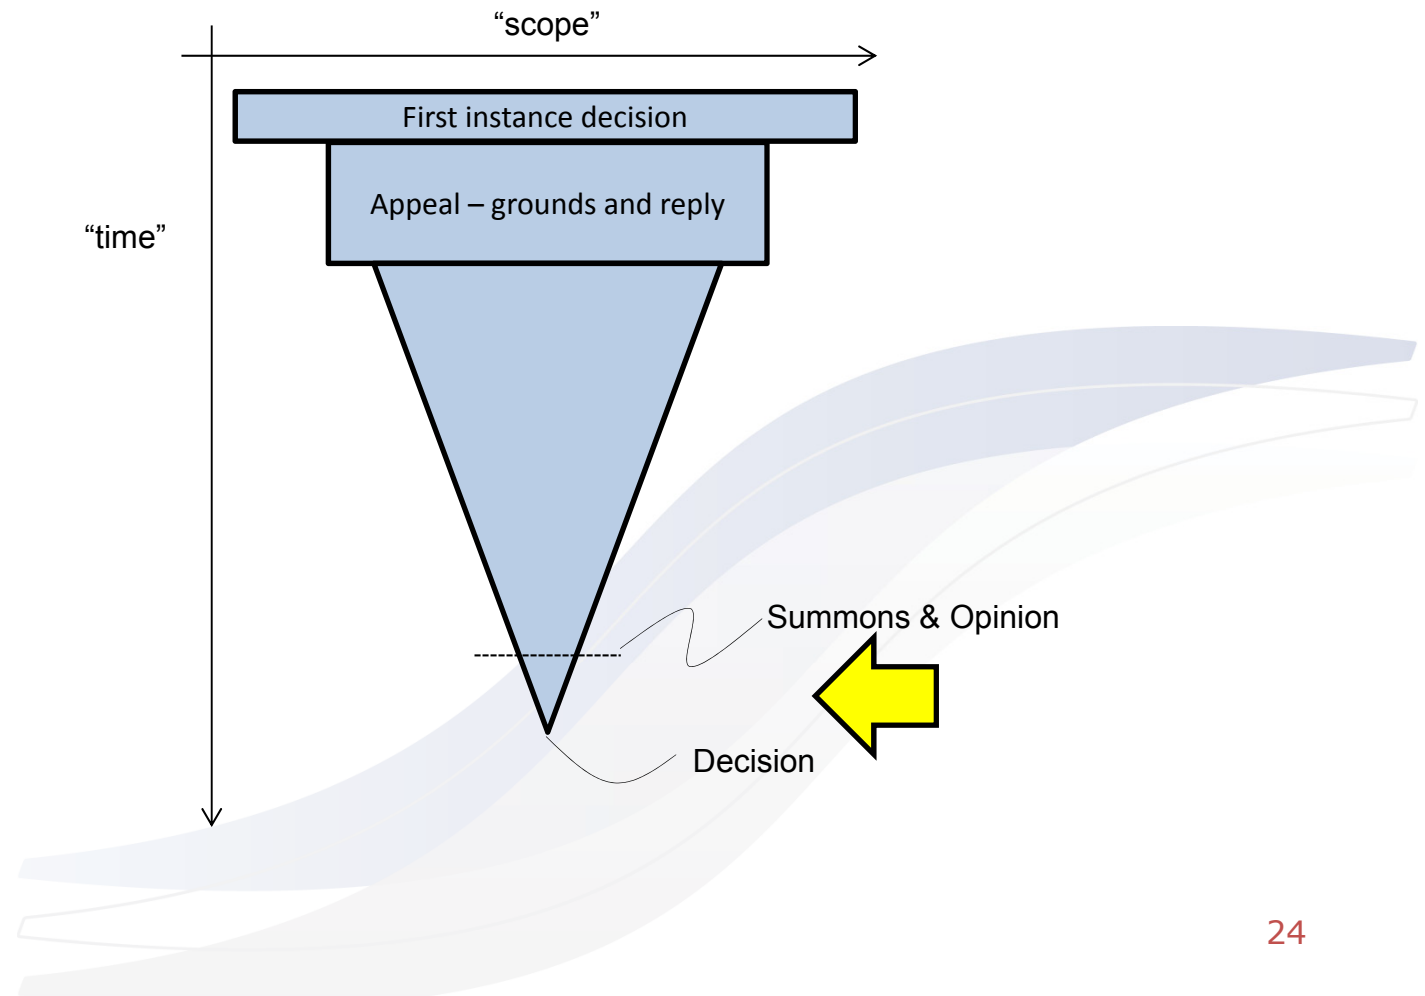 “scope”
First instance decision
Appeal – grounds and reply
“time”
Summons & Opinion
Decision
24